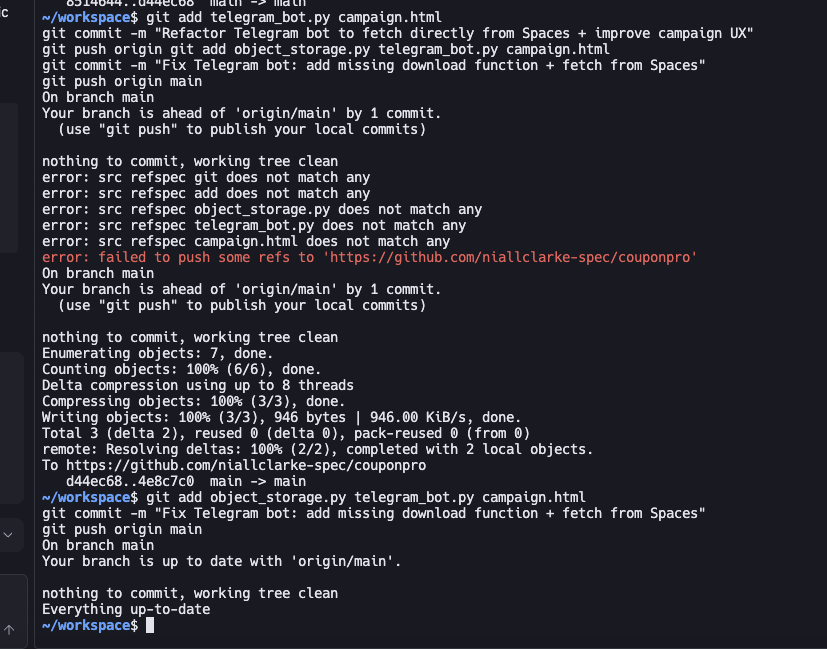 ic
8514644..d44ec68  main -> main
~/workspace$ git add telegram_bot.py campaign.html
git commit -m "Refactor Telegram bot to fetch directly from Spaces + improve campaign UX"
git push origin git add object_storage.py telegram_bot.py campaign.html
git commit -m "Fix Telegram bot: add missing download function + fetch from Spaces"
git push origin main
On branch main
Your branch is ahead of 'origin/main' by 1 commit.
  (use "git push" to publish your local commits)

nothing to commit, working tree clean
error: src refspec git does not match any
error: src refspec add does not match any
error: src refspec object_storage.py does not match any
error: src refspec telegram_bot.py does not match any
error: src refspec campaign.html does not match any
error: failed to push some refs to 'https://github.com/niallclarke-spec/couponpro'
On branch main
Your branch is ahead of 'origin/main' by 1 commit.
  (use "git push" to publish your local commits)

nothing to commit, working tree clean
Enumerating objects: 7, done.
Counting objects: 100% (6/6), done.
Delta compression using up to 8 threads
Compressing objects: 100% (3/3), done.
Writing objects: 100% (3/3), 946 bytes | 946.00 KiB/s, done.
Total 3 (delta 2), reused 0 (delta 0), pack-reused 0 (from 0)
remote: Resolving deltas: 100% (2/2), completed with 2 local objects.
To https://github.com/niallclarke-spec/couponpro
   d44ec68..4e8c7c0  main -> main
~/workspace$ git add object_storage.py telegram_bot.py campaign.html
git commit -m "Fix Telegram bot: add missing download function + fetch from Spaces"
git push origin main
On branch main
Your branch is up to date with 'origin/main'.

nothing to commit, working tree clean
Everything up-to-date
~/workspace$